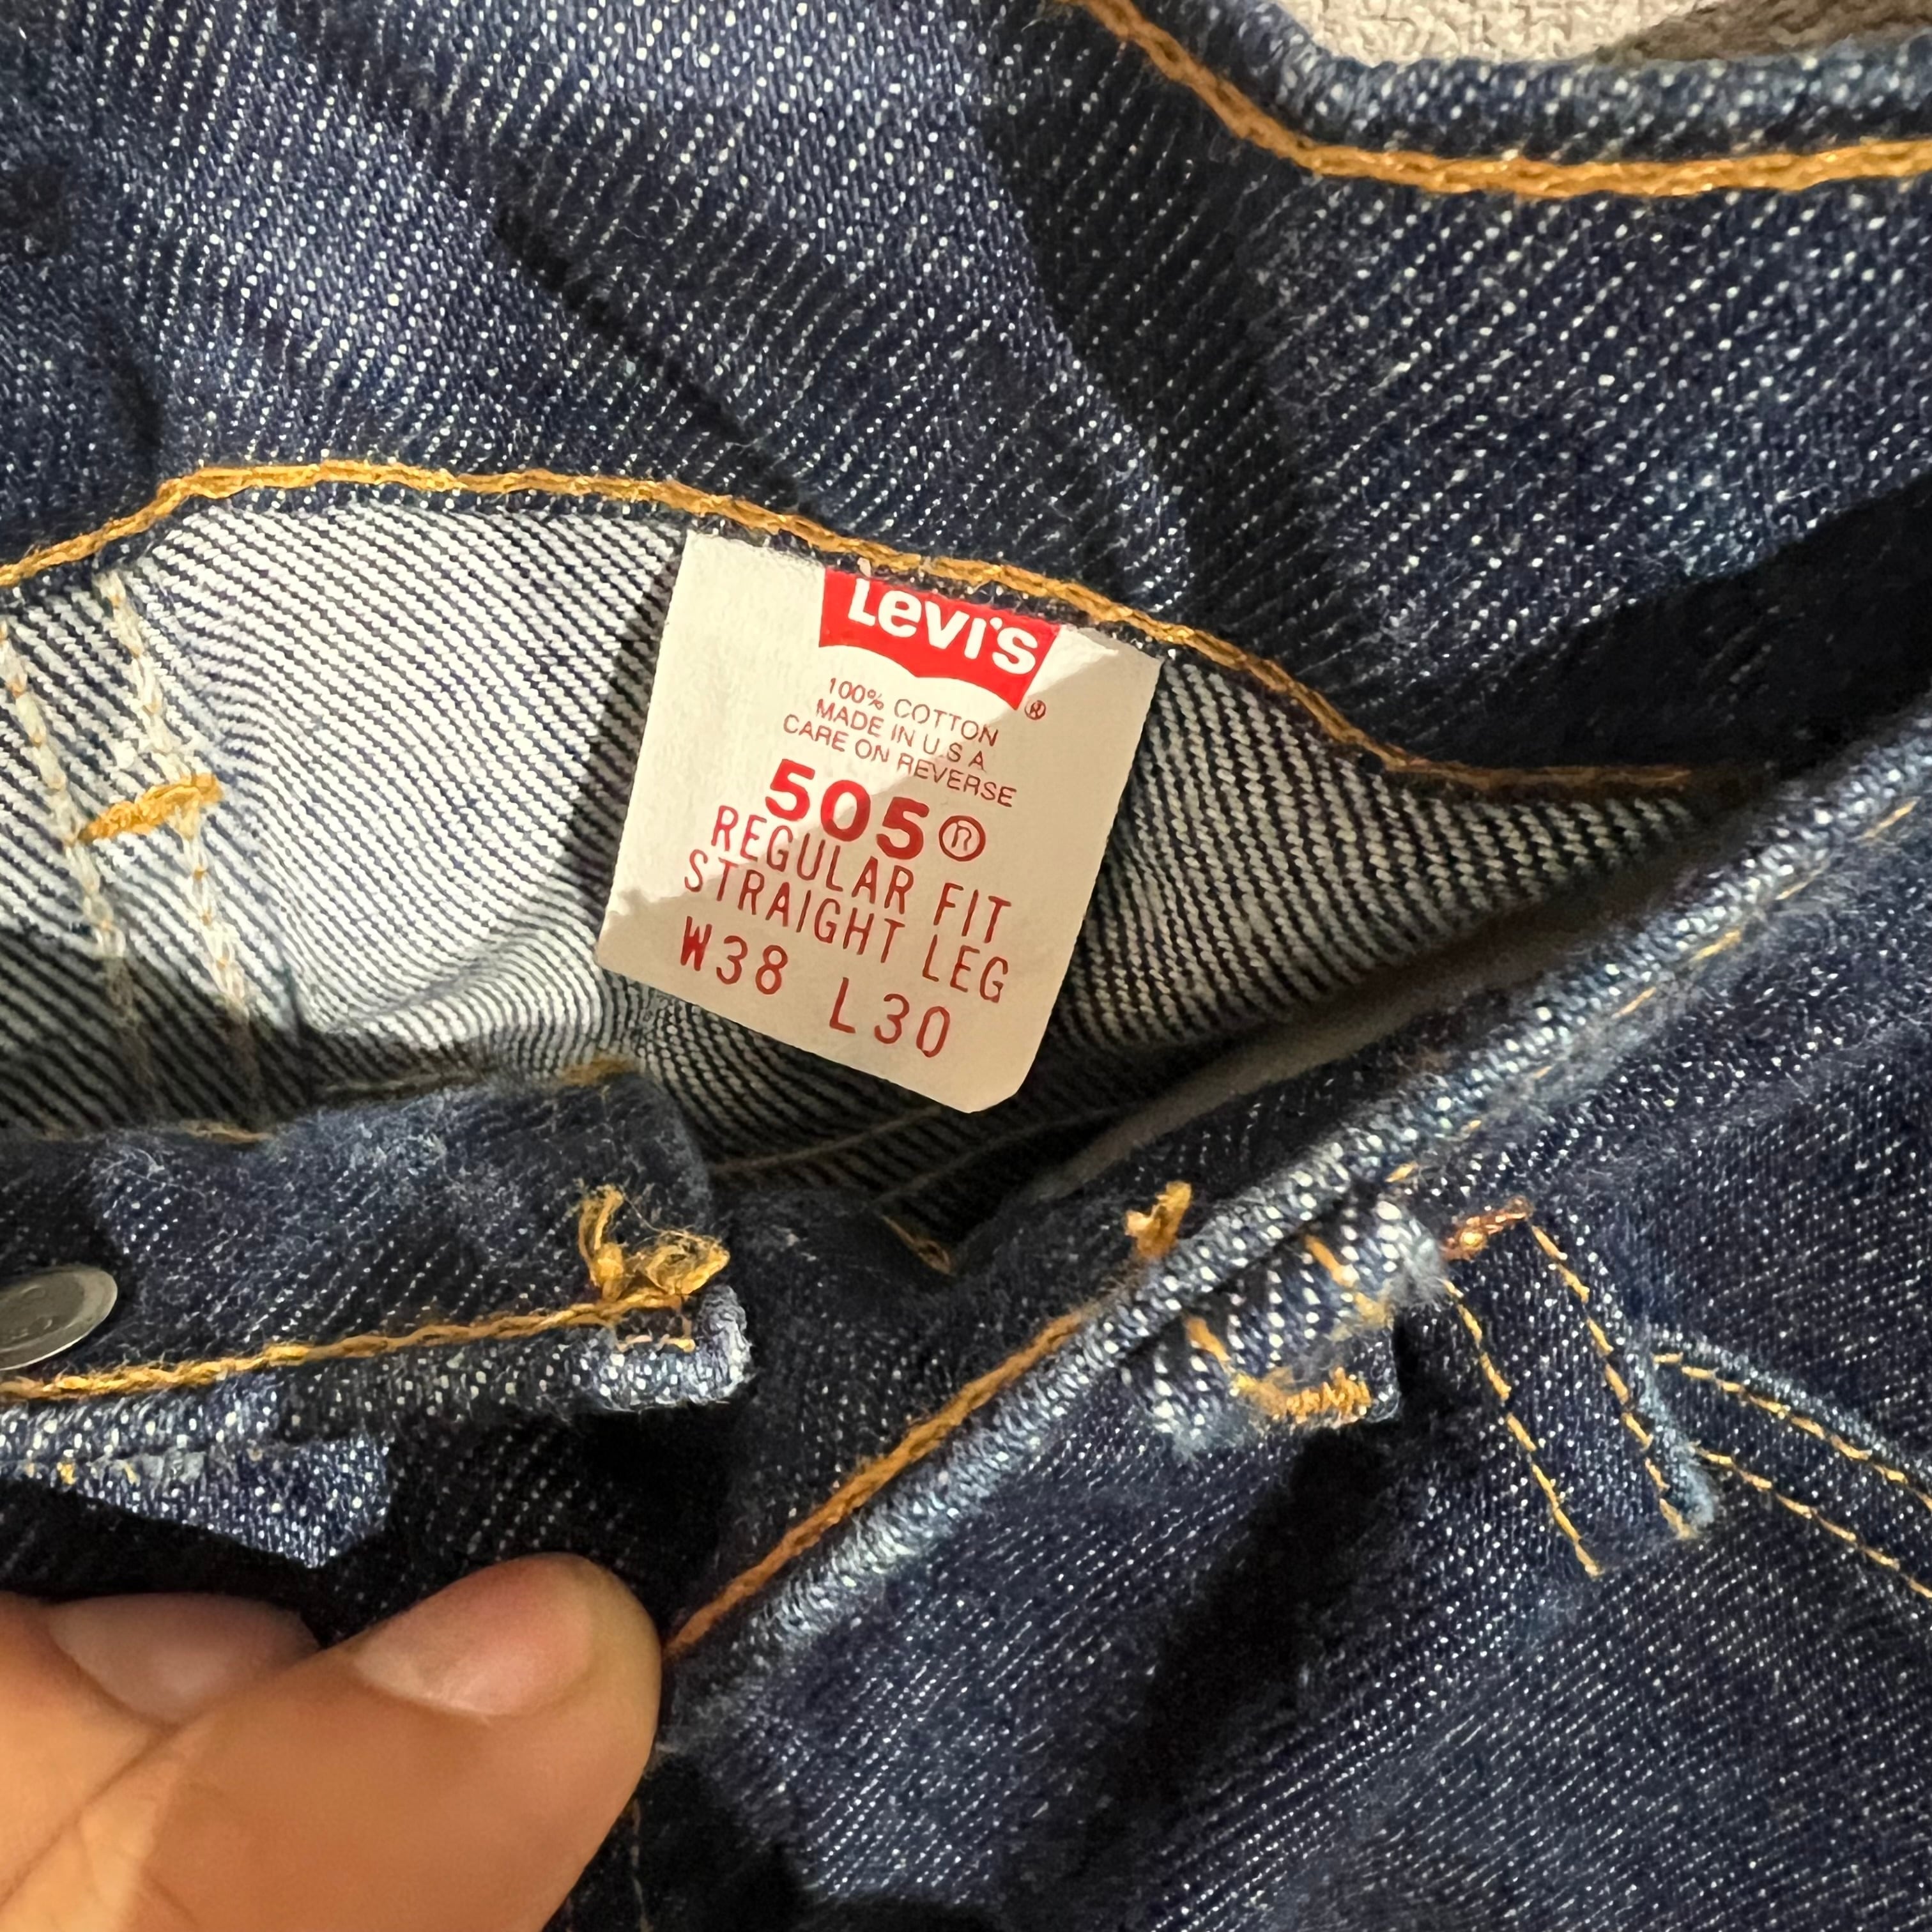 Levi's®
100% COTTON
MADE IN U.S.A.
CARE ON REVERSE
505®
REGULAR FIT
STRAIGHT LEG
W38 L30